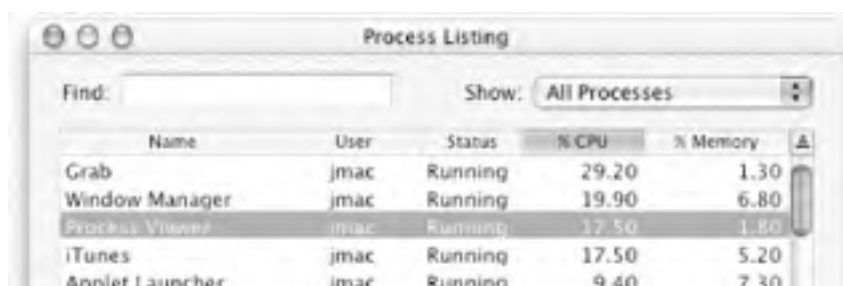 Process Listing
Find:
Show: All Processes
Name User Status % CPU % Memory
Grab jmac Running 29.20 1.30
Window Manager jmac Running 19.90 6.80
Process Viewer jmac Running 17.50 1.80
iTunes jmac Running 17.50 5.20
Applet Launcher jmac Running 9.40 7.30